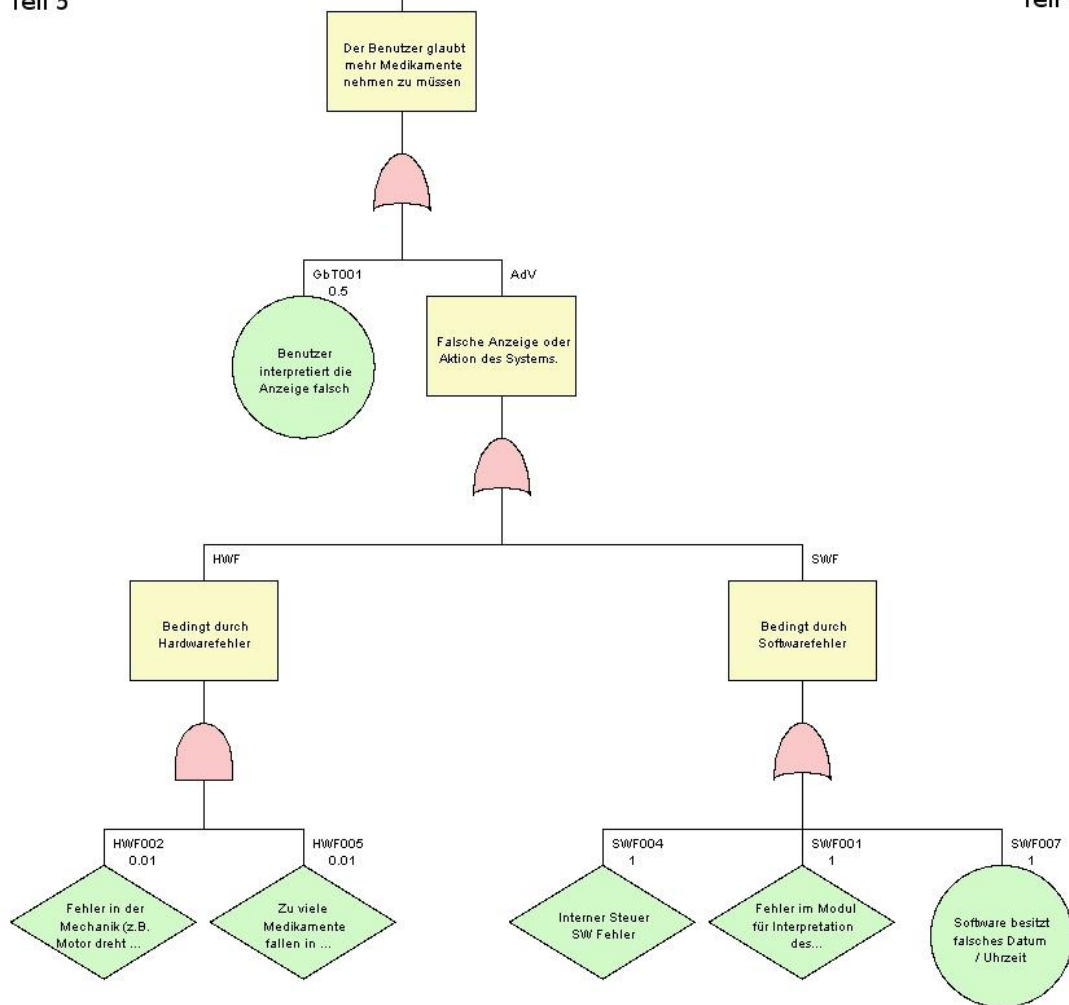 Teil 5
Teil
Der Benutzer glaubt
mehr Medikamente
nehmen zu müssen
GbT001
0.5
Benutzer
interpretiert die
Anzeige falsch
AdV
Falsche Anzeige oder
Aktion des Systems.
HWF
Bedingt durch
Hardwarefehler
SWF
Bedingt durch
Softwarefehler
HWF002
0.01
Fehler in der
Mechanik (z.B.
Motor dreht ...
HWF005
0.01
Zu viele
Medikamente
fallen in ...
SWF004
1
Interner Steuer
SW Fehler
SWF001
1
Fehler im Modul
für Interpretation
des...
SWF007
1
Software besitzt
falsches Datum
/ Uhrzeit